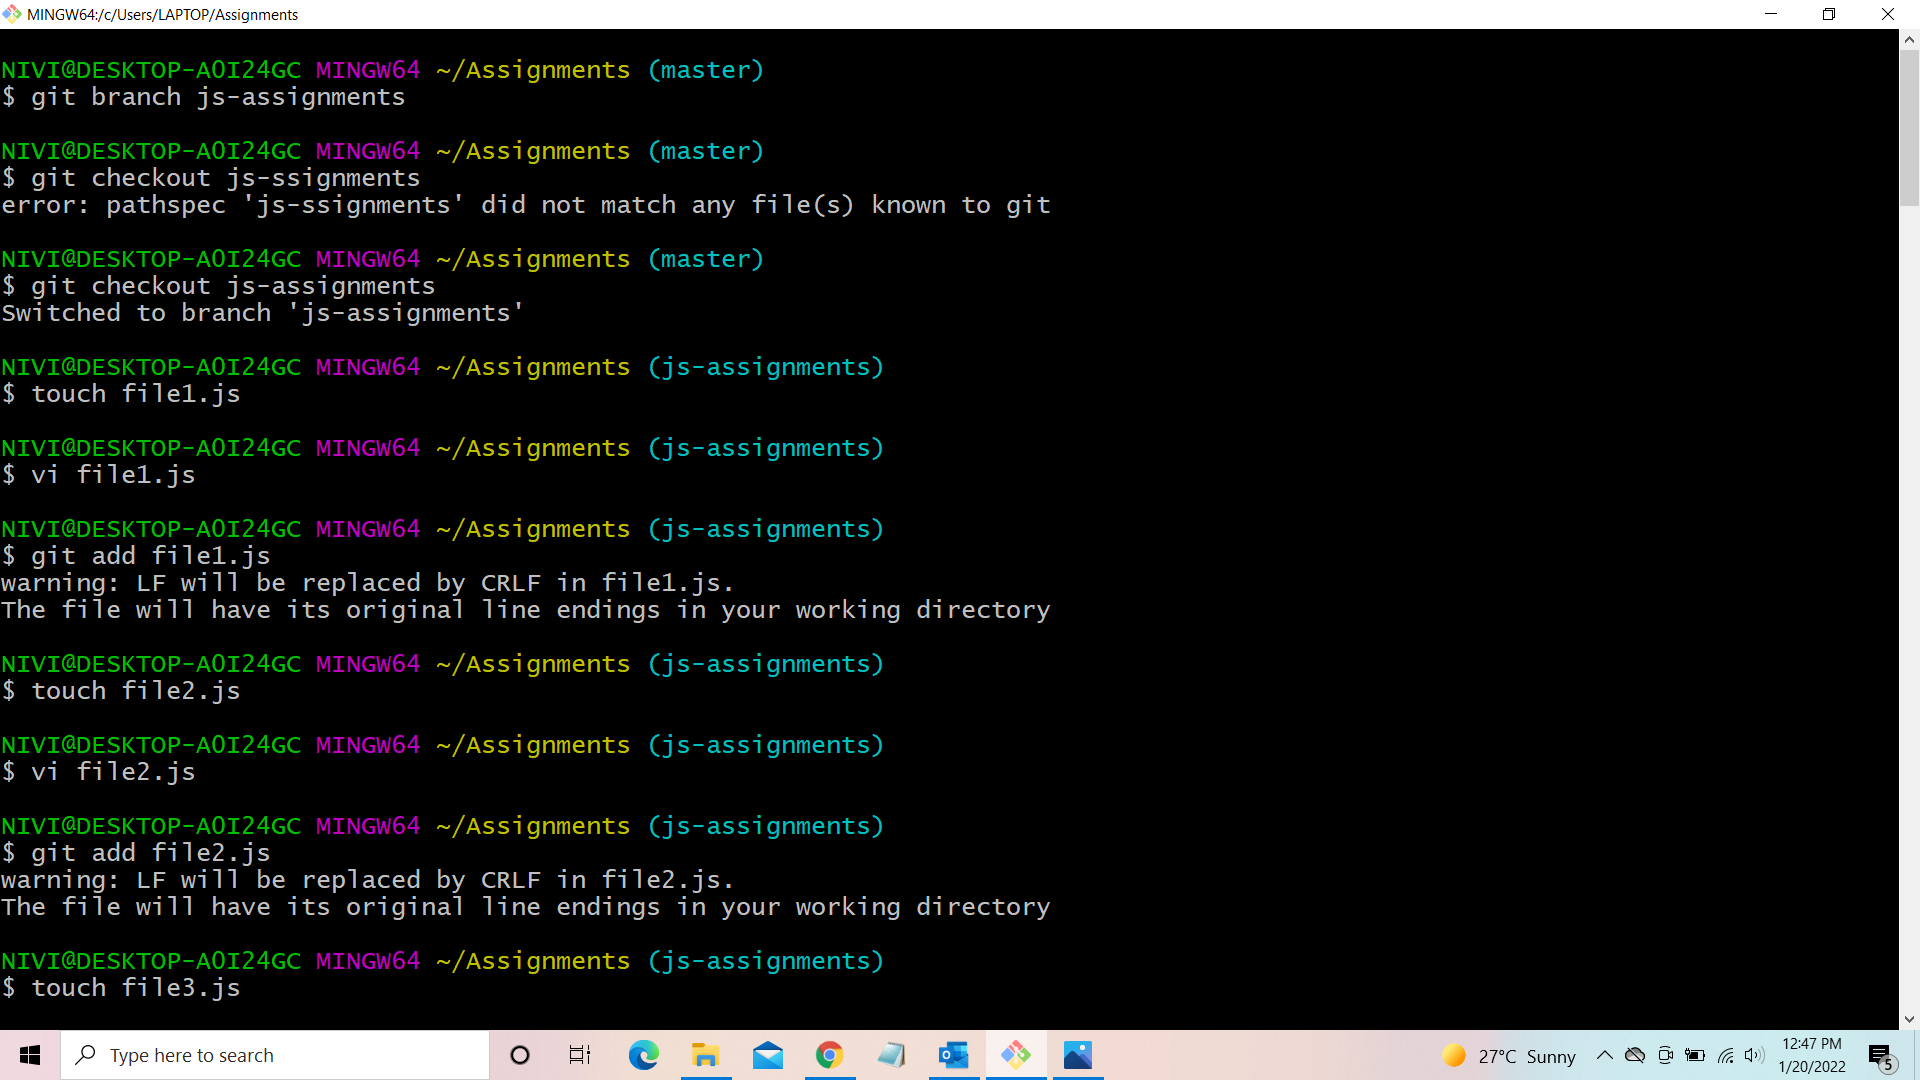 MINGW64:/c/Users/LAPTOP/Assignments
NIVI@DESKTOP-AOI24GC MINGW64 ~/Assignments (master)
$ git branch js-assignments
NIVI@DESKTOP-AOI24GC MINGW64 ~/Assignments (master)
$ git checkout js-ssignments
error: pathspec 'js-ssignments' did not match any file(s) known to git
NIVI@DESKTOP-AOI24GC MINGW64 ~/Assignments (master)
$ git checkout js-assignments
Switched to branch 'js-assignments'
NIVI@DESKTOP-AOI24GC MINGW64 ~/Assignments (js-assignments)
$ touch file1.js
NIVI@DESKTOP-AOI24GC MINGW64 ~/Assignments (js-assignments)
$ vi file1.js
NIVI@DESKTOP-AOI24GC MINGW64 ~/Assignments (js-assignments)
$ git add file1.js
warning: LF will be replaced by CRLF in file1.js.
The file will have its original line endings in your working directory
NIVI@DESKTOP-AOI24GC MINGW64 ~/Assignments (js-assignments)
$ touch file2.js
NIVI@DESKTOP-AOI24GC MINGW64 ~/Assignments (js-assignments)
$ vi file2.js
NIVI@DESKTOP-AOI24GC MINGW64 ~/Assignments (js-assignments)
$ git add file2.js
warning: LF will be replaced by CRLF in file2.js.
The file will have its original line endings in your working directory
NIVI@DESKTOP-AOI24GC MINGW64 ~/Assignments (js-assignments)
$ touch file3.js
Type here to search
27°C Sunny
12:47 PM
1/20/2022
5